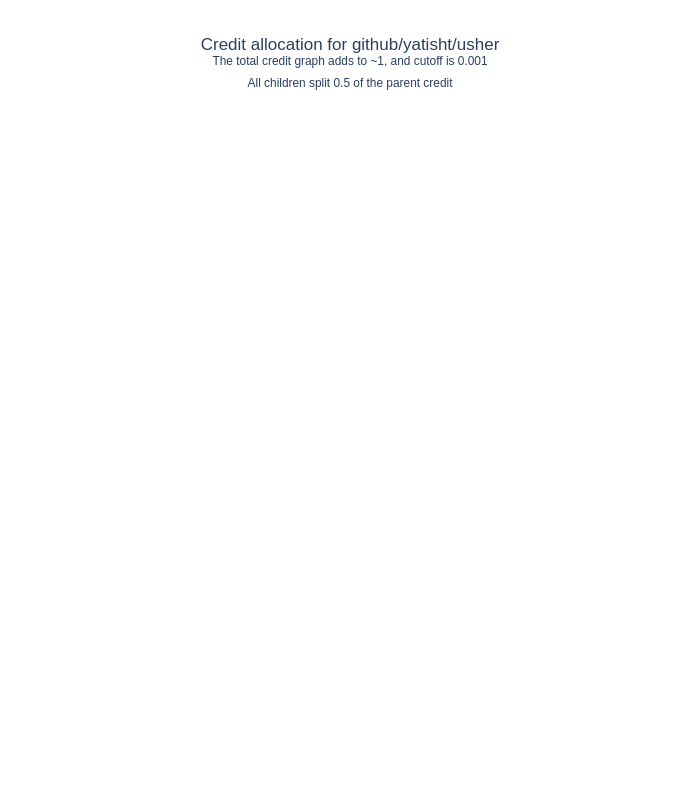 Credit allocation for github/yatisht/usher
The total credit graph adds to ~1, and cutoff is 0.001
All children split 0.5 of the parent credit